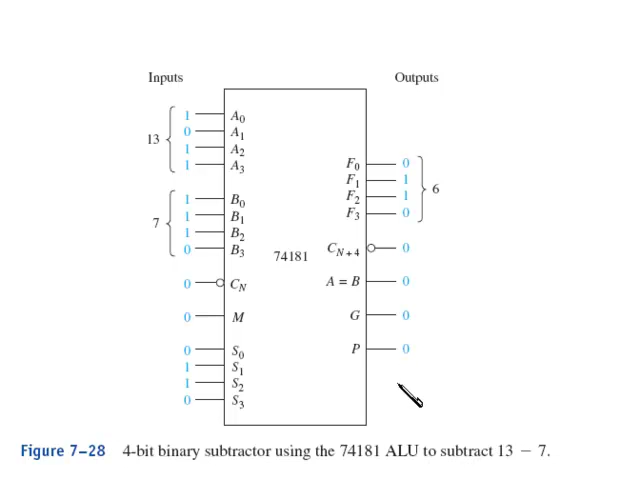 Inputs Outputs
1 A0
0 A1
13
1 A2
1 A3
F0 0
F1 1
6
F2 1
F3 0
1 B0
1 B1
7
1 B2
0 B3
74181
CN+4 0
0 CN
A = B 0
0 M
G 0
0 S0
P 0
1 S1
1 S2
0 S3
Figure 7–28 4-bit binary subtractor using the 74181 ALU to subtract 13 − 7.